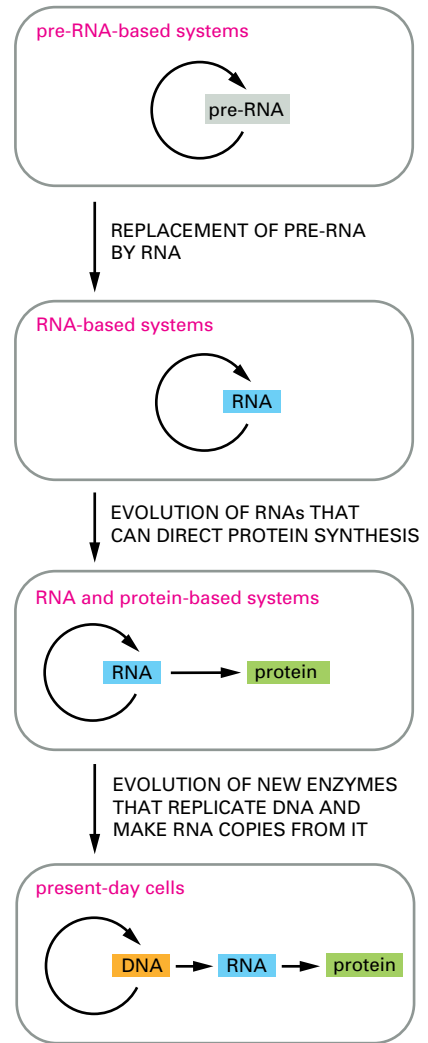 pre-RNA-based systems
pre-RNA
REPLACEMENT OF PRE-RNA
BY RNA
RNA-based systems
RNA
EVOLUTION OF RNAs THAT
CAN DIRECT PROTEIN SYNTHESIS
RNA and protein-based systems
RNA
protein
EVOLUTION OF NEW ENZYMES
THAT REPLICATE DNA AND
MAKE RNA COPIES FROM IT
present-day cells
DNA
RNA
protein